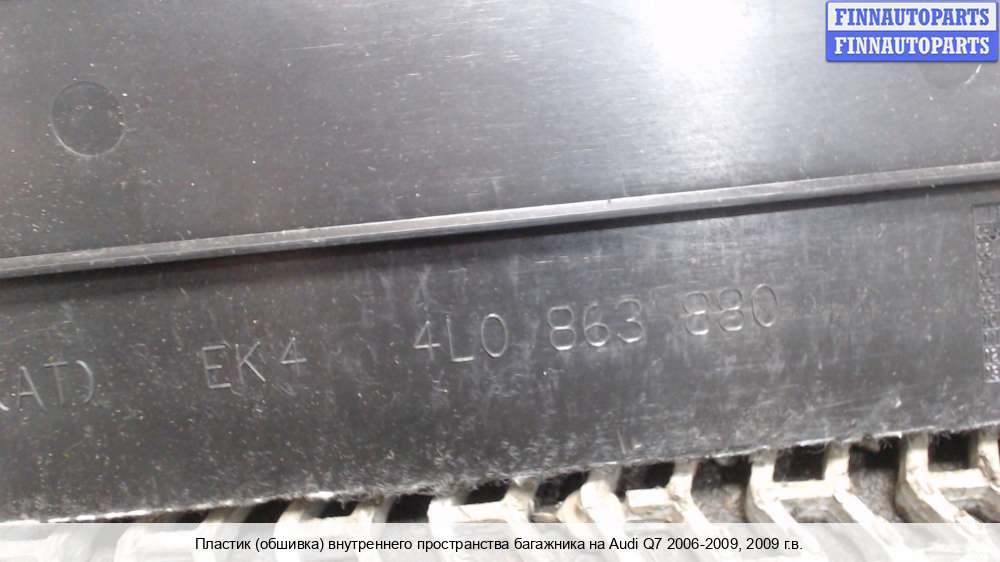 FINNAUTOPARTS
FINNAUTOPARTS
AT) EK4 4L0 863 880
Пластик (обшивка) внутреннего пространства багажника на Audi Q7 2006-2009, 2009 г.в.